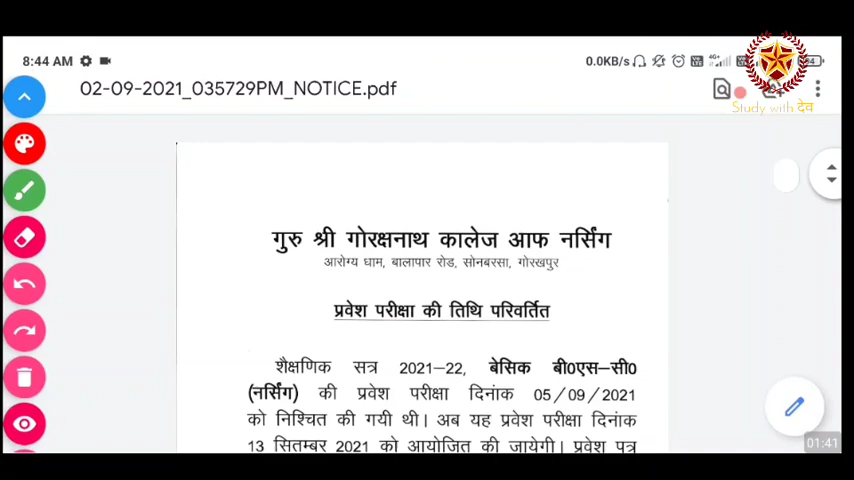 8:44 AM
0.0KB/s
02-09-2021_035729PM_NOTICE.pdf
Study with देव
गुरु श्री गोरक्षनाथ कालेज आफ नर्सिंग
आरोग्य धाम, बालापार रोड, सोनबरसा, गोरखपुर
प्रवेश परीक्षा की तिथि परिवर्तित
शैक्षणिक सत्र 2021-22, बेसिक बी0एस-सी0
(नर्सिंग) की प्रवेश परीक्षा दिनांक 05/09/2021
को निश्चित की गयी थी। अब यह प्रवेश परीक्षा दिनांक
13 सितम्बर 2021 को आयोजित की जायेगी। प्रवेश पत्र
01:41